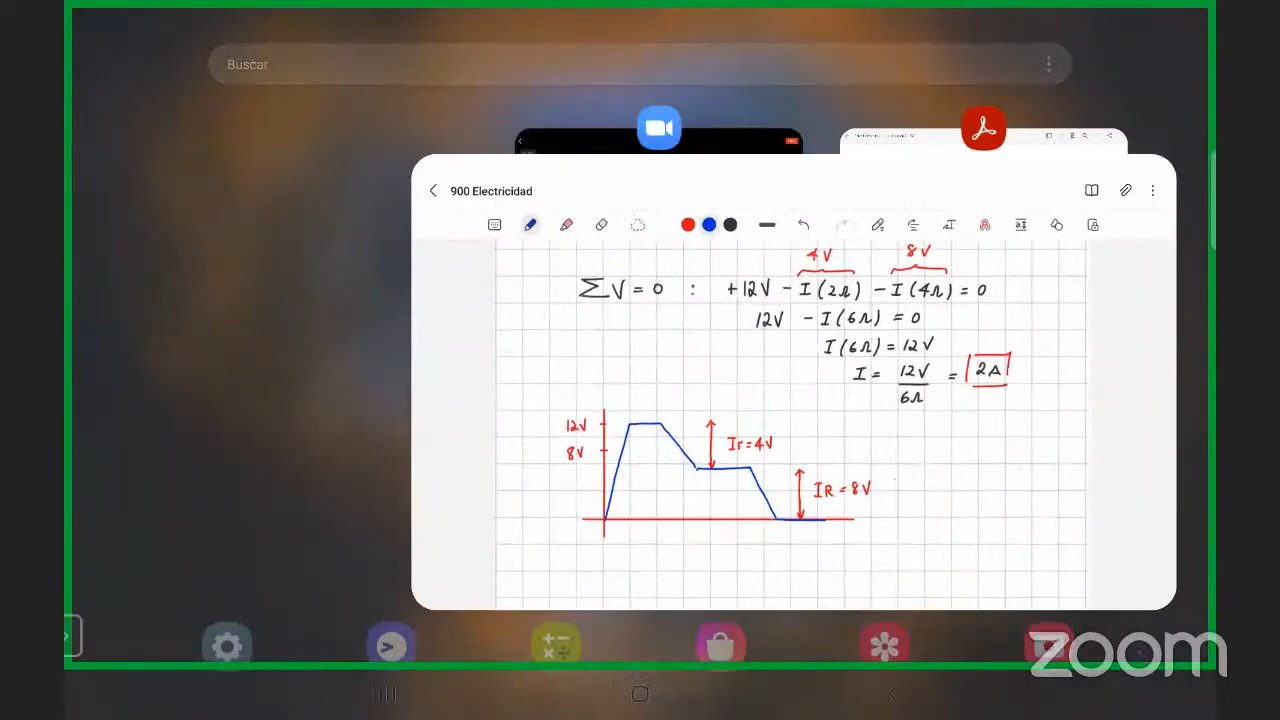 Buscar
900 Electricidad
4V 8V
∑V = 0 : +12V - I(2Ω) - I(4Ω) = 0
12V - I(6Ω) = 0
I(6Ω) = 12V
I = 12V/6Ω = 2A
12V
8V
Ir = 4V
IR = 8V
zoom